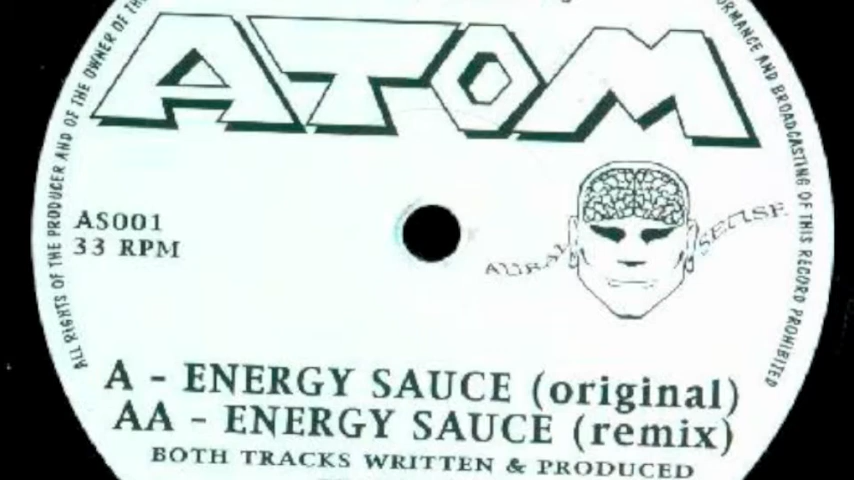 ATOM
AS001
33 RPM
AURAL SENSE
A - ENERGY SAUCE (original)
AA - ENERGY SAUCE (remix)
BOTH TRACKS WRITTEN & PRODUCED
ALL RIGHTS OF THE PRODUCER AND OF THE OWNER OF THE
PERFORMANCE AND BROADCASTING OF THIS RECORD PROHIBITED